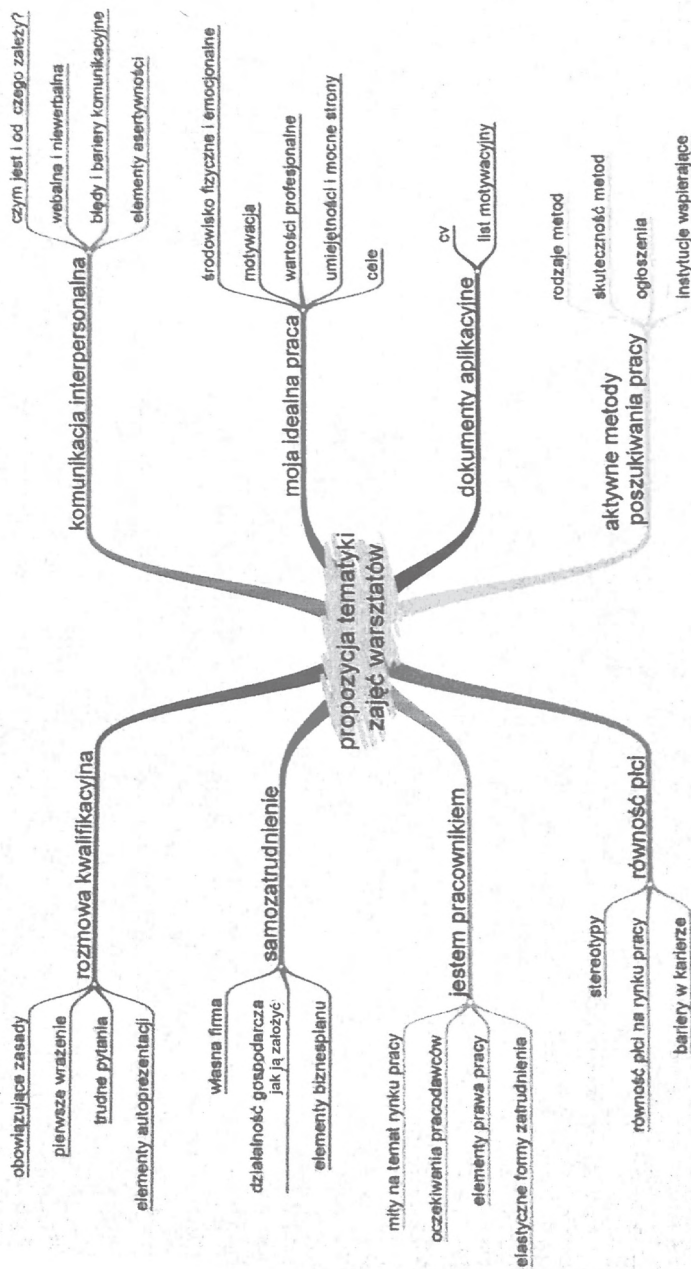 propozycja tematyki
zajęć warsztatów
komunikacja interpersonalna
czym jest i od czego zależy?
webalna i niewerbalna
błędy i bariery komunikacyjne
elementy asertywności
moja idealna praca
środowisko fizyczne i emocjonalne
motywacja
wartości profesjonalne
umiejętności i mocne strony
cele
dokumenty aplikacyjne
cv
list motywacyjny
aktywne metody
poszukiwania pracy
rodzaje metod
skuteczność metod
ogłoszenia
instytucje wspierające
rozmowa kwalifikacyjna
obowiązujące zasady
pierwsze wrażenie
trudne pytania
elementy autoprezentacji
samozatrudnienie
własna firma
działalność gospodarcza
jak ją założyć
elementy biznesplanu
jestem pracownikiem
mity na temat rynku pracy
oczekiwania pracodawców
elementy prawa pracy
elastyczne formy zatrudnienia
równość płci
stereotypy
równość płci na rynku pracy
bariery w karierze